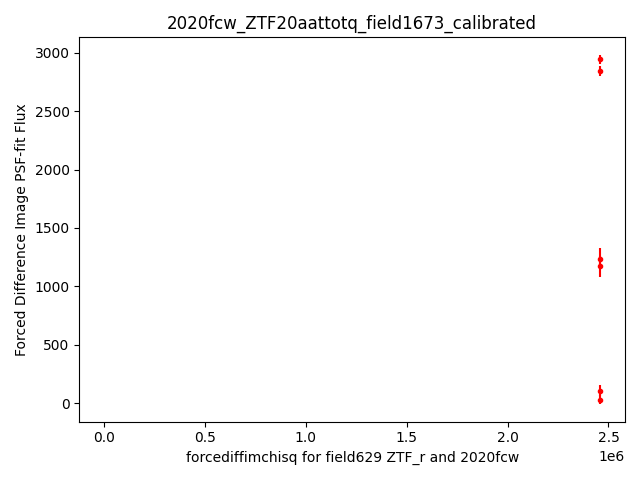 2020fcw_ZTF20aattotq_field1673_calibrated
Forced Difference Image PSF-fit Flux
3000
2500
2000
1500
1000
500
0
0.0 0.5 1.0 1.5 2.0 2.5
1e6
forcediffimchisq for field629 ZTF_r and 2020fcw